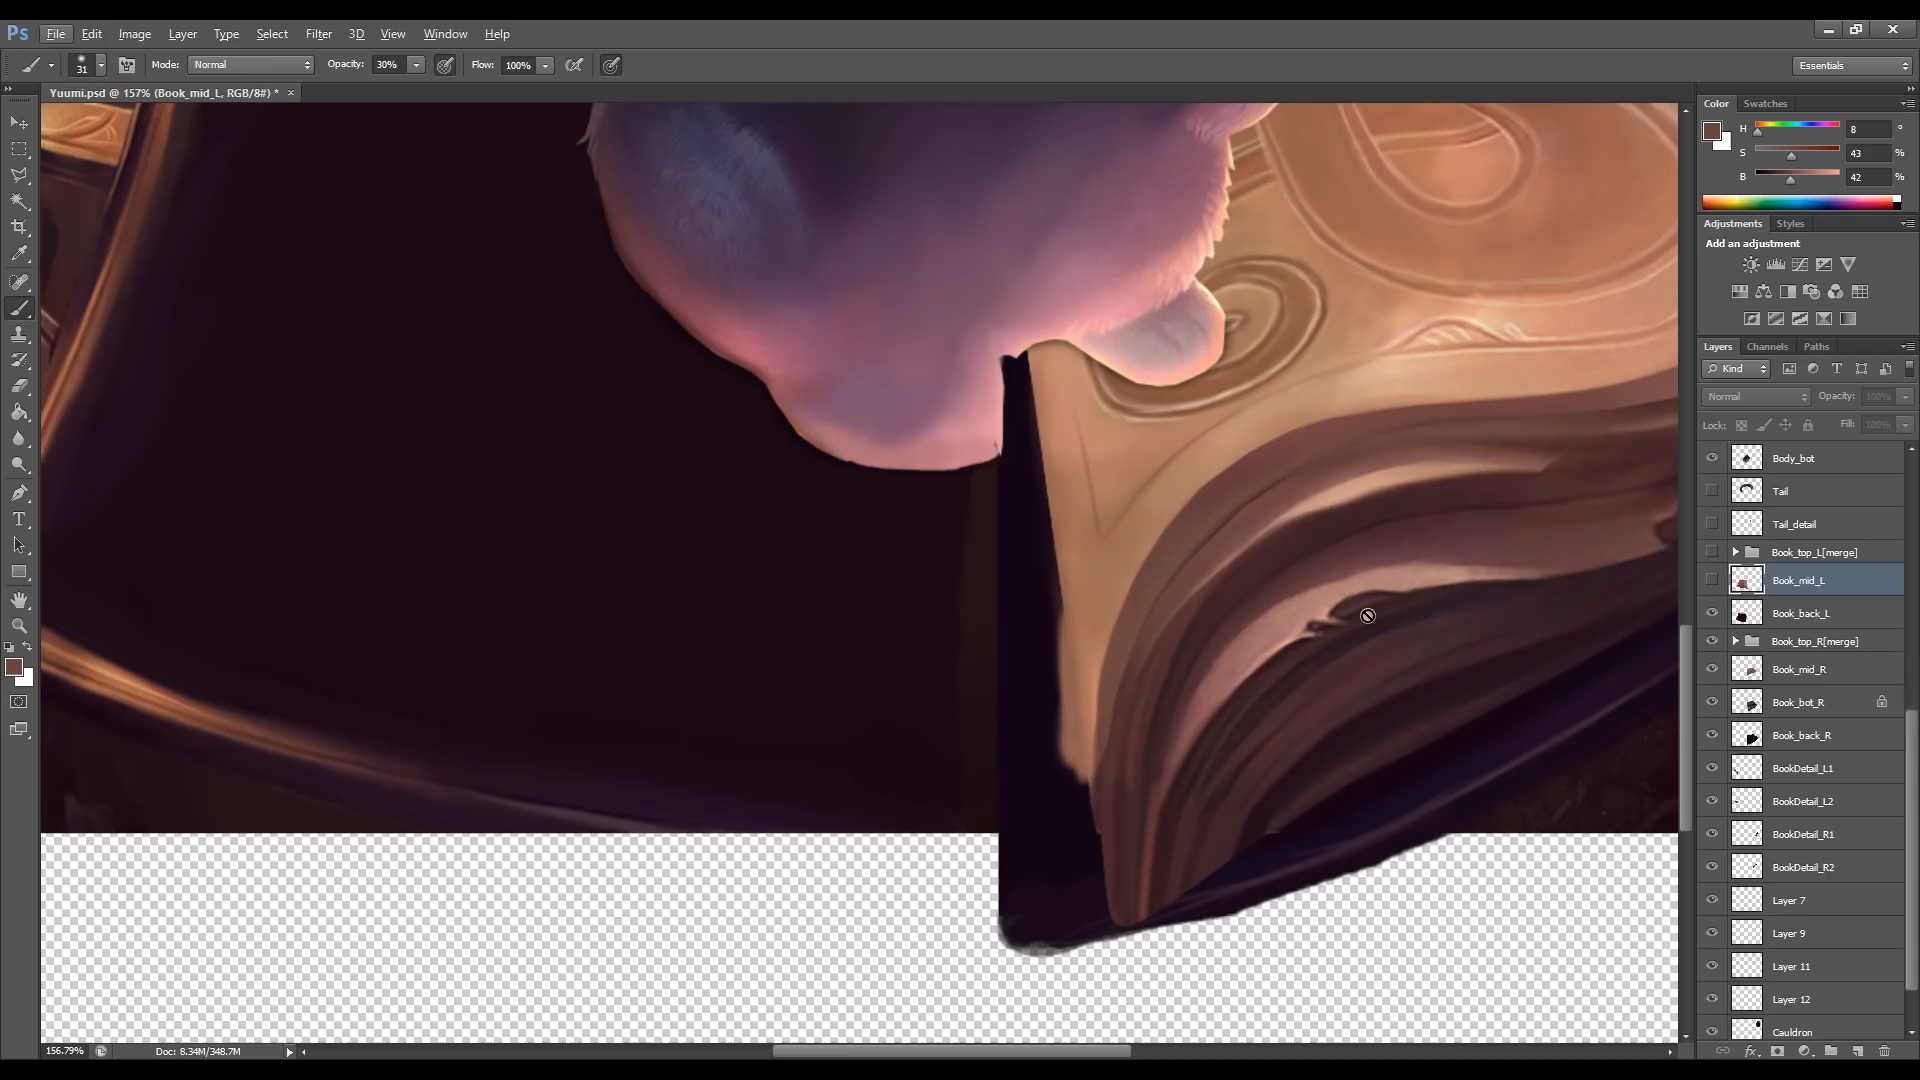 Ps File Edit Image Layer Type Select Filter 3D View Window Help
31 Mode: Normal Opacity: 30% Flow: 100% Essentials
Yuumi.psd @ 157% (Book_mid_L, RGB/8#) * ×
Color Swatches
H 8 °
S 43 %
B 42 %
Adjustments Styles
Add an adjustment
Layers Channels Paths
Kind
Normal Opacity: 100%
Lock: Fill: 100%
Body_bot
Tail
Tail_detail
Book_top_L[merge]
Book_mid_L
Book_back_L
Book_top_R[merge]
Book_mid_R
Book_bot_R
Book_back_R
BookDetail_L1
BookDetail_L2
BookDetail_R1
BookDetail_R2
Layer 7
Layer 9
Layer 11
Layer 12
Cauldron
156.79% Doc: 8.34M/348.7M